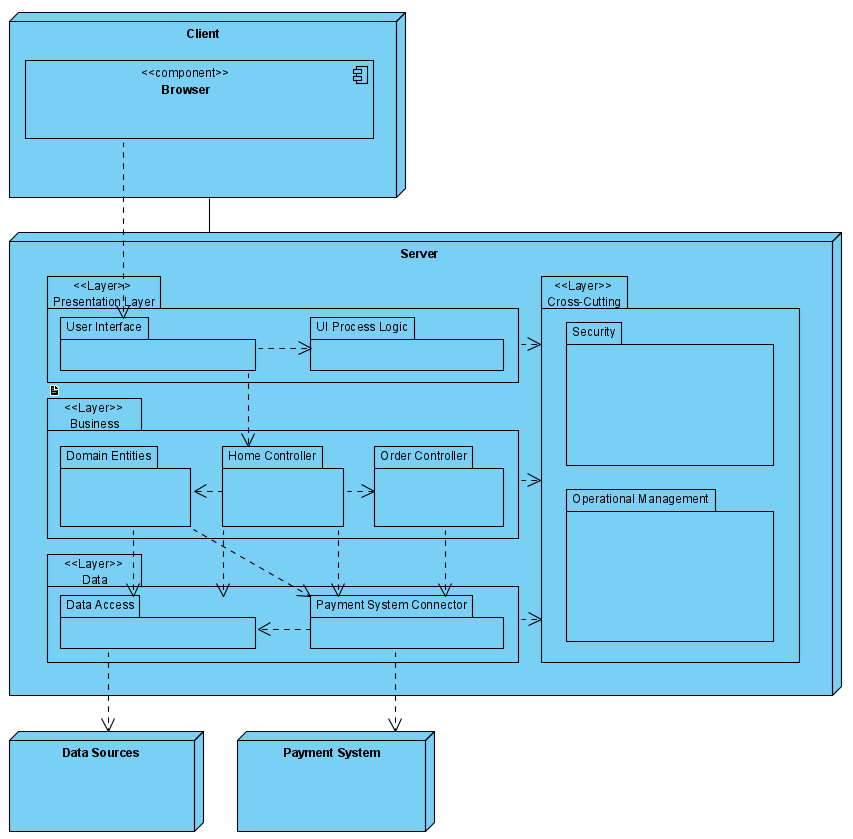 Client
<<component>>
Browser
Server
<<Layer>>
Presentation Layer
User Interface
UI Process Logic
<<Layer>>
Cross-Cutting
Security
<<Layer>>
Business
Domain Entities
Home Controller
Order Controller
Operational Management
<<Layer>>
Data
Data Access
Payment System Connector
Data Sources
Payment System